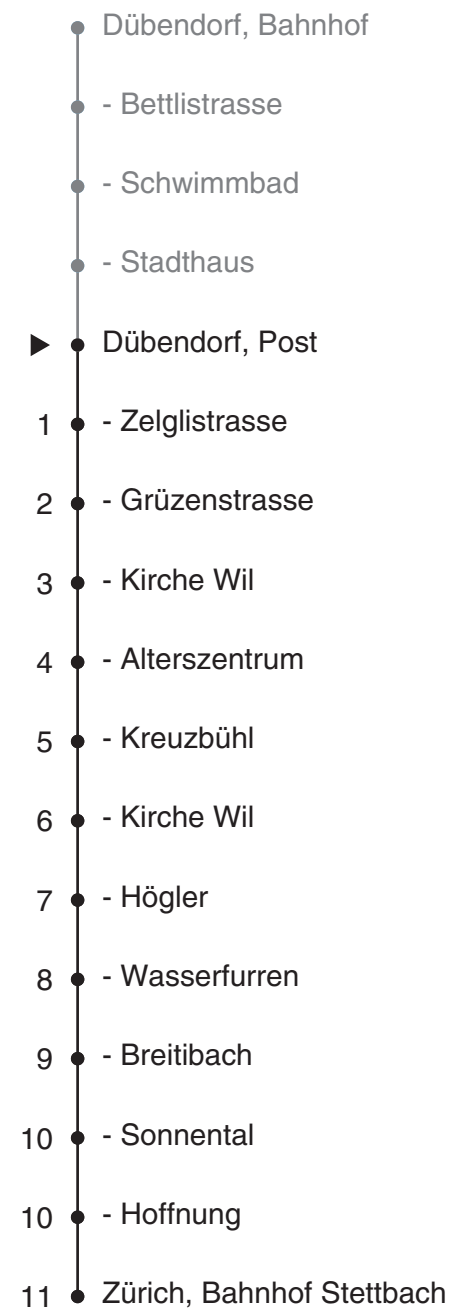 Dübendorf, Bahnhof
- Bettlistrasse
- Schwimmbad
- Stadthaus
Dübendorf, Post
1 - Zelglistrasse
2 - Grüzenstrasse
3 - Kirche Wil
4 - Alterszentrum
5 - Kreuzbühl
6 - Kirche Wil
7 - Högler
8 - Wasserfurren
9 - Breitibach
10 - Sonnental
10 - Hoffnung
11 Zürich, Bahnhof Stettbach